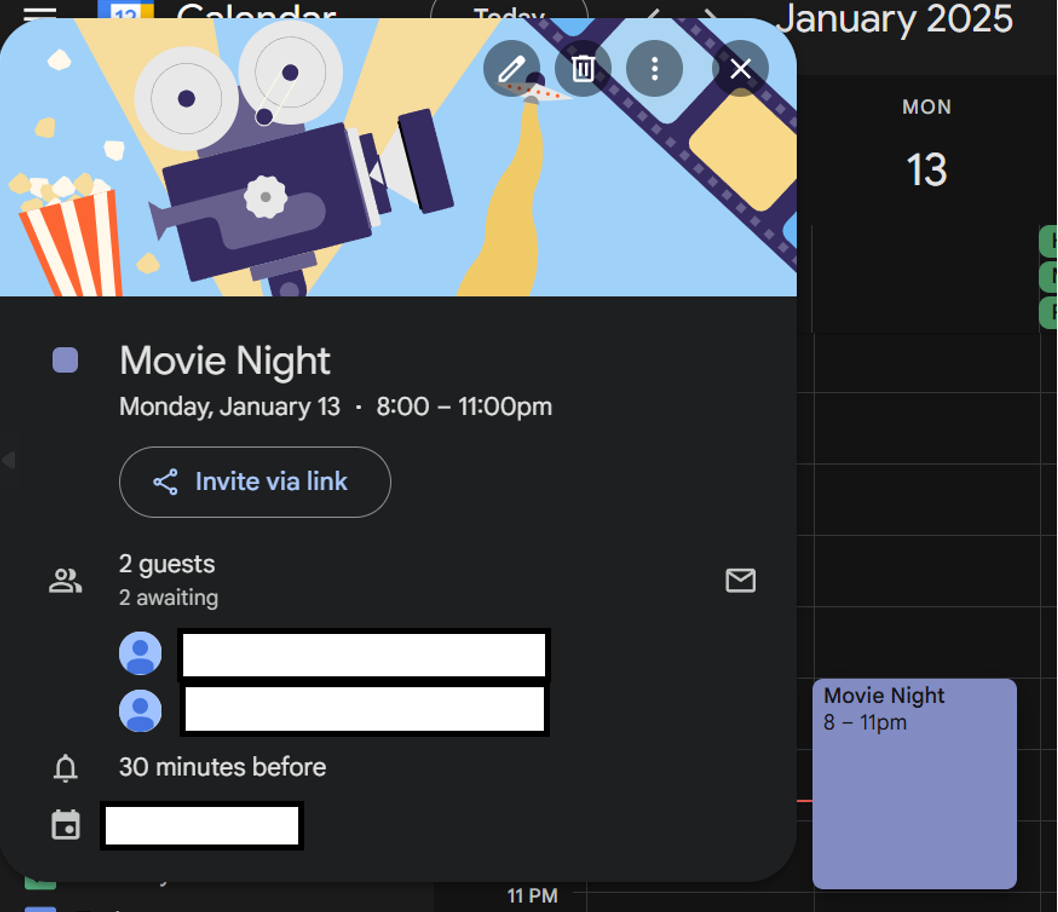 12 Calendar
Today
January 2025
MON
13
Movie Night
Monday, January 13 · 8:00 – 11:00pm
Invite via link
2 guests
2 awaiting
30 minutes before
Movie Night
8 – 11pm
11 PM